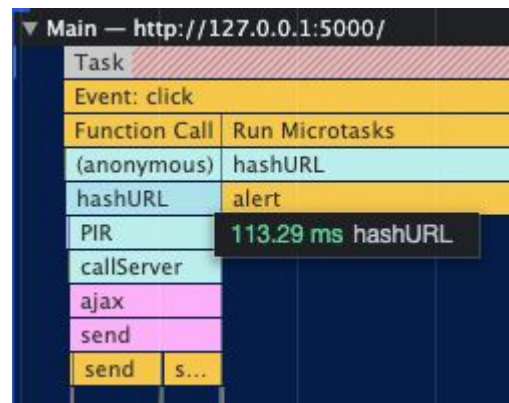 ▼ Main — http://127.0.0.1:5000/
Task
Event: click
Function Call Run Microtasks
(anonymous) hashURL
hashURL alert
PIR 113.29 ms hashURL
callServer
ajax
send
send s...